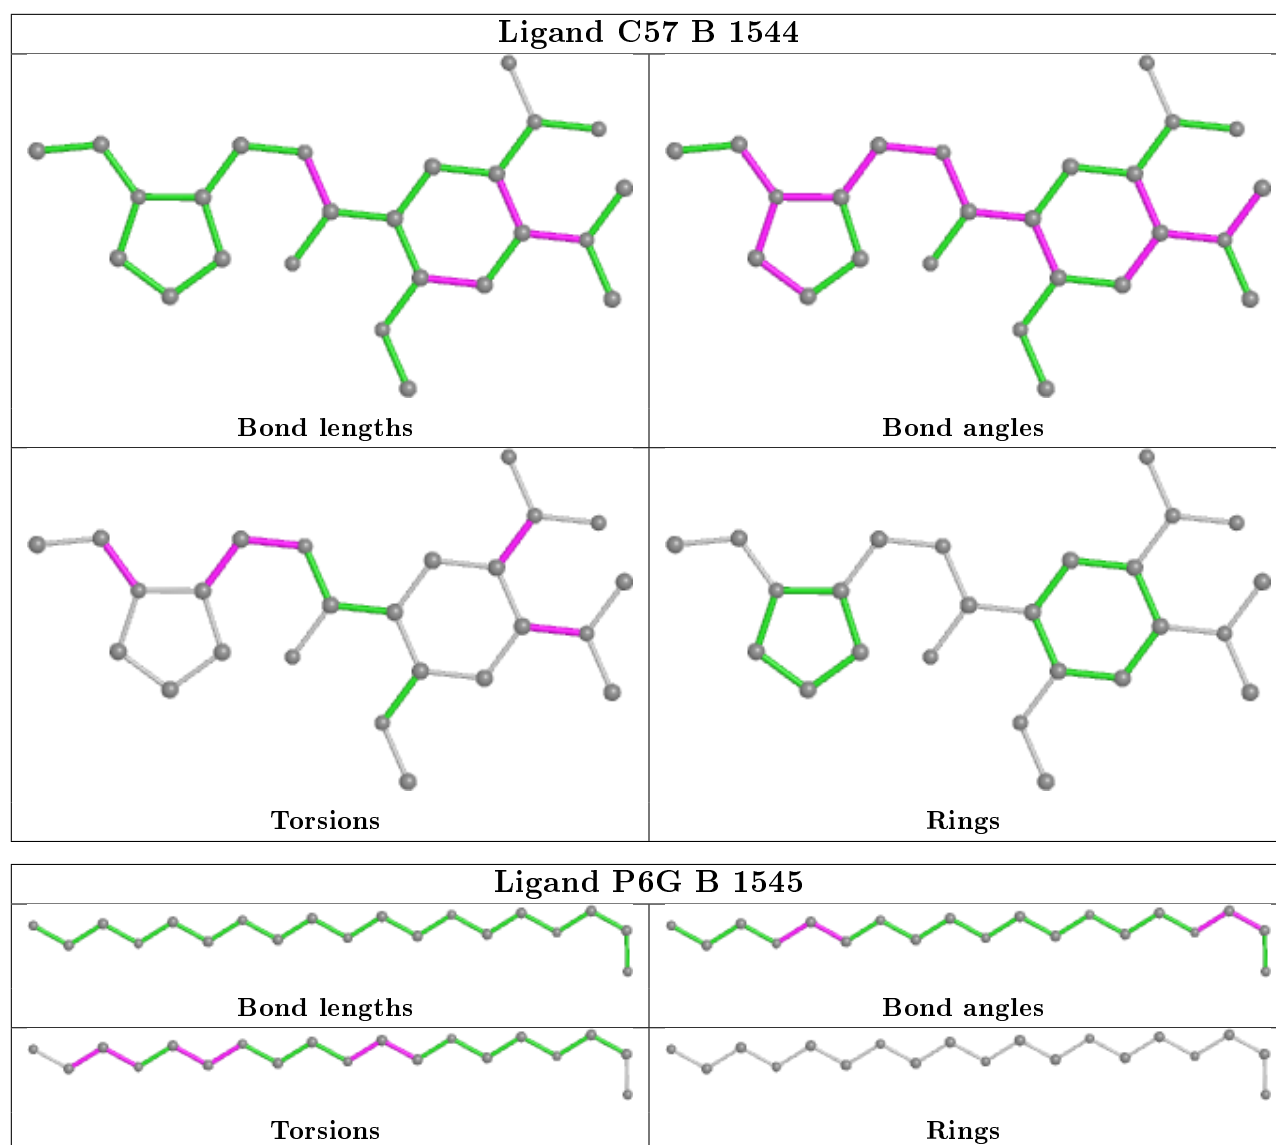 Ligand C57 B 1544
Bond lengths
Bond angles
Torsions
Rings
Ligand P6G B 1545
Bond lengths
Bond angles
Torsions
Rings